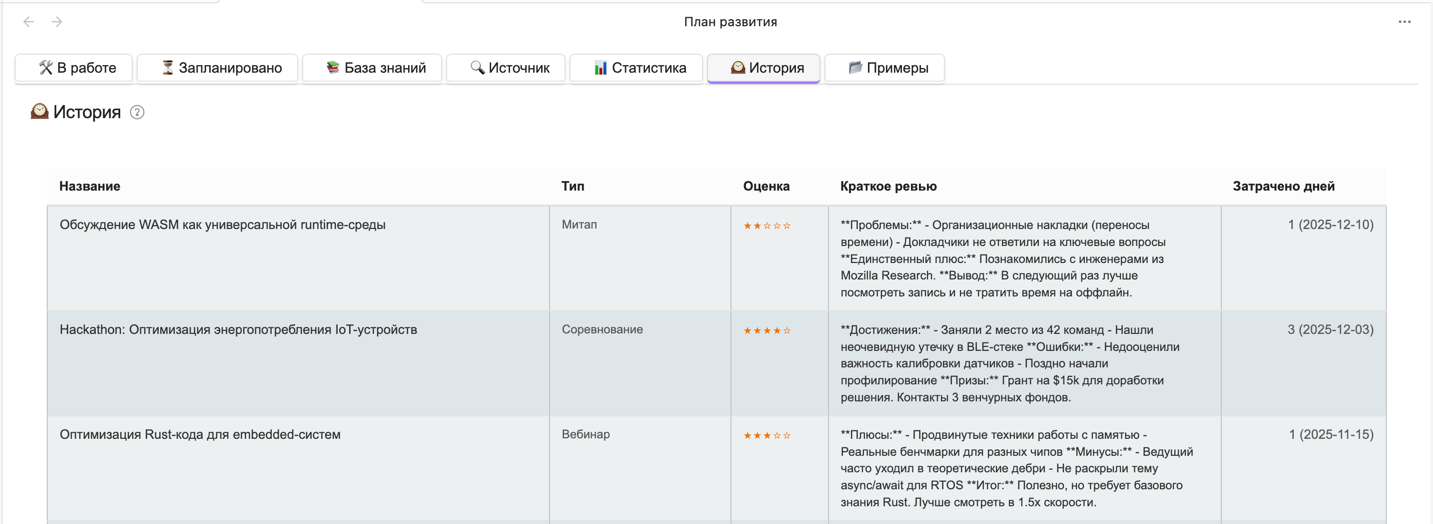 План развития
🛠 В работе
⏳ Запланировано
📚 База знаний
🔍 Источник
📊 Статистика
🕰 История
🗂 Примеры
🕰 История ?
Название Тип Оценка Краткое ревью Затрачено дней
Обсуждение WASM как универсальной runtime-среды
Митап
★★☆☆☆
**Проблемы:** - Организационные накладки (переносы
времени) - Докладчики не ответили на ключевые вопросы
**Единственный плюс:** Познакомились с инженерами из
Mozilla Research. **Вывод:** В следующий раз лучше
посмотреть запись и не тратить время на оффлайн.
1 (2025-12-10)
Hackathon: Оптимизация энергопотребления IoT-устройств
Соревнование
★★★★☆
**Достижения:** - Заняли 2 место из 42 команд - Нашли
неочевидную утечку в BLE-стеке **Ошибки:** - Недооценили
важность калибровки датчиков - Поздно начали
профилирование **Призы:** Грант на $15k для доработки
решения. Контакты 3 венчурных фондов.
3 (2025-12-03)
Оптимизация Rust-кода для embedded-систем
Вебинар
★★★☆☆
**Плюсы:** - Продвинутые техники работы с памятью -
Реальные бенчмарки для разных чипов **Минусы:** - Ведущий
часто уходил в теоретические дебри - Не раскрыли тему
async/await для RTOS **Итог:** Полезно, но требует базового
знания Rust. Лучше смотреть в 1.5x скорости.
1 (2025-11-15)